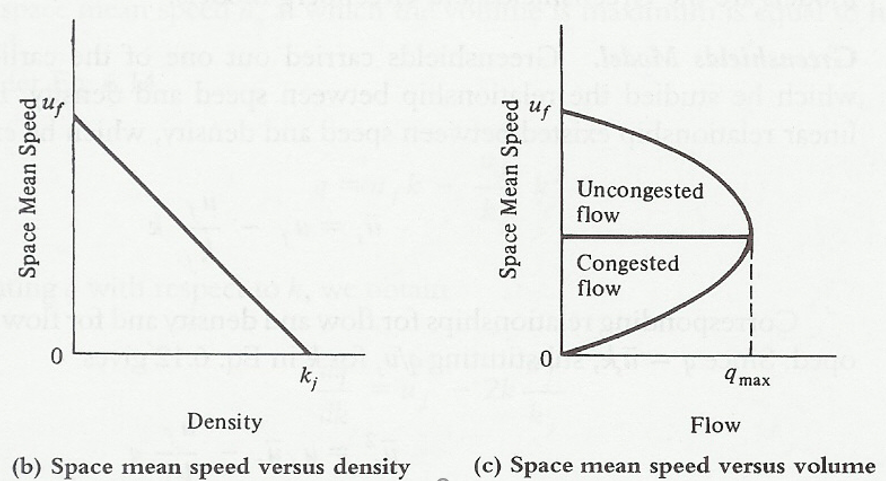 Space Mean Speed
u_f
0
k_j
Density
(b) Space mean speed versus density
Space Mean Speed
u_f
Uncongested
flow
Congested
flow
0
q_max
Flow
(c) Space mean speed versus volume